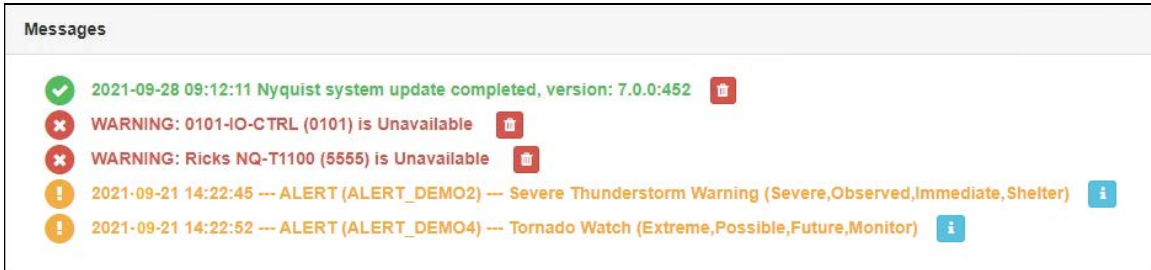 Messages
2021-09-28 09:12:11 Nyquist system update completed, version: 7.0.0:452
WARNING: 0101-IO-CTRL (0101) is Unavailable
WARNING: Ricks NQ-T1100 (5555) is Unavailable
2021-09-21 14:22:45 --- ALERT (ALERT_DEMO2) --- Severe Thunderstorm Warning (Severe,Observed,Immediate,Shelter)
2021-09-21 14:22:52 --- ALERT (ALERT_DEMO4) --- Tornado Watch (Extreme,Possible,Future,Monitor)